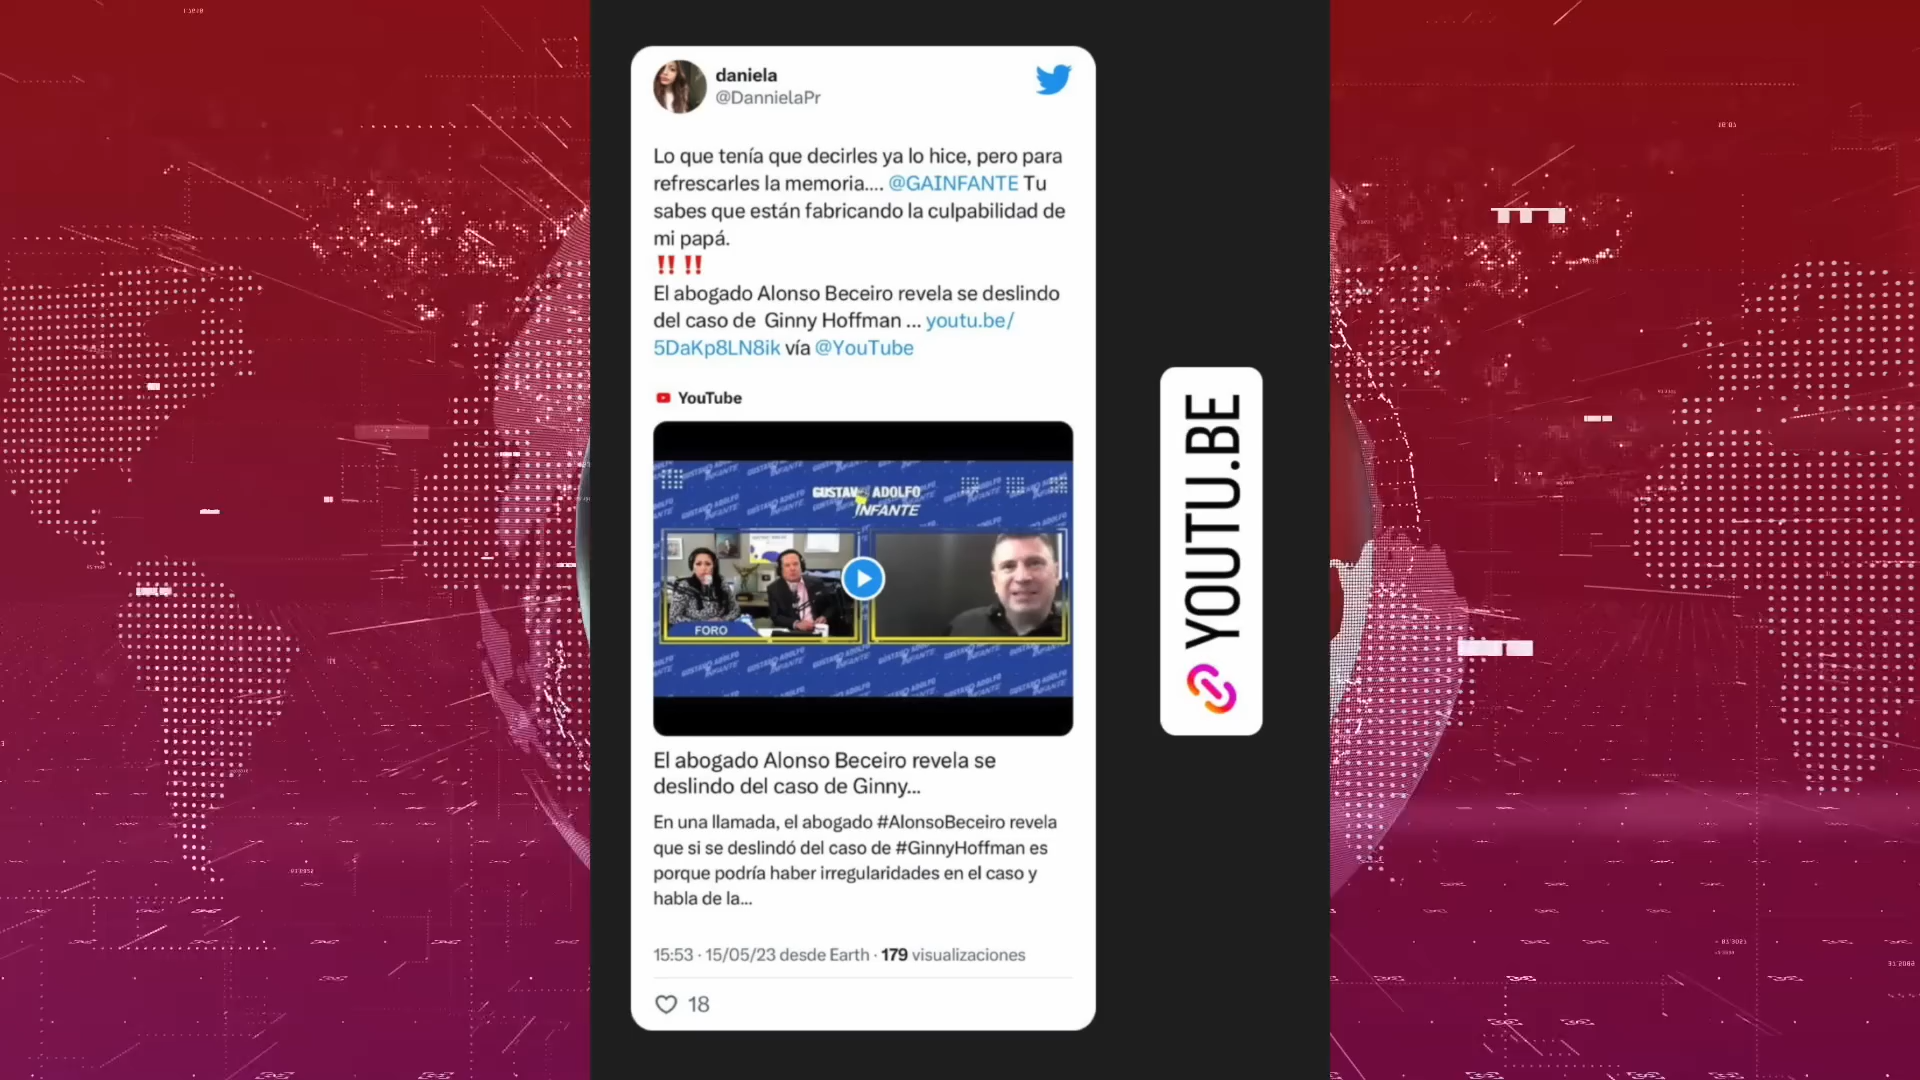 daniela
@DannielaPr
Lo que tenía que decirles ya lo hice, pero para
refrescarles la memoria.... @GAINFANTE Tu
sabes que están fabricando la culpabilidad de
mi papá.
‼️ ‼️
El abogado Alonso Beceiro revela se deslindo
del caso de Ginny Hoffman ... youtu.be/
5DaKp8LN8ik vía @YouTube
YouTube
GUSTAVO ADOLFO
INFANTE
FORO
El abogado Alonso Beceiro revela se
deslindo del caso de Ginny...
En una llamada, el abogado #AlonsoBeceiro revela
que si se deslindó del caso de #GinnyHoffman es
porque podría haber irregularidades en el caso y
habla de la...
15:53 · 15/05/23 desde Earth · 179 visualizaciones
18
YOUTU.BE